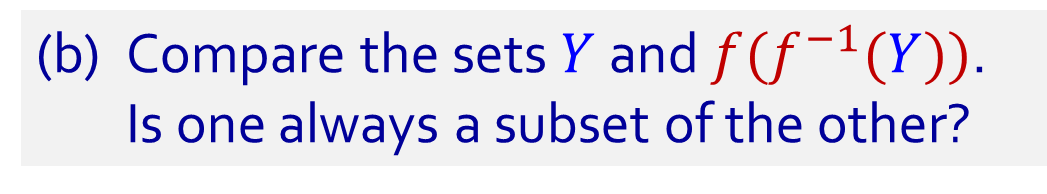 (b) Compare the sets Y and f(f⁻¹(Y)).
Is one always a subset of the other?